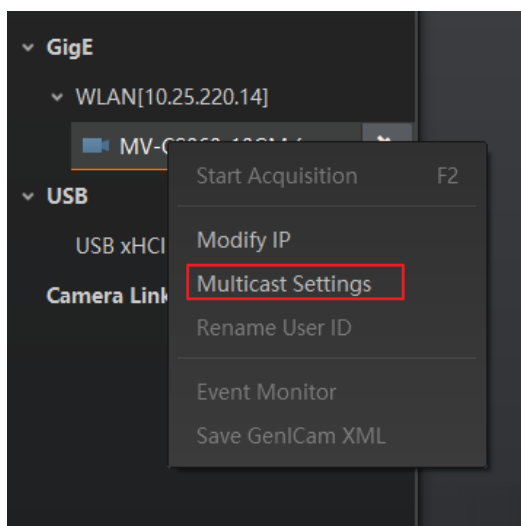 GigE
WLAN[10.25.220.14]
Start Acquisition F2
USB
Modify IP
USB xHCI
Multicast Settings
Camera Link
Rename User ID
Event Monitor
Save GenICam XML